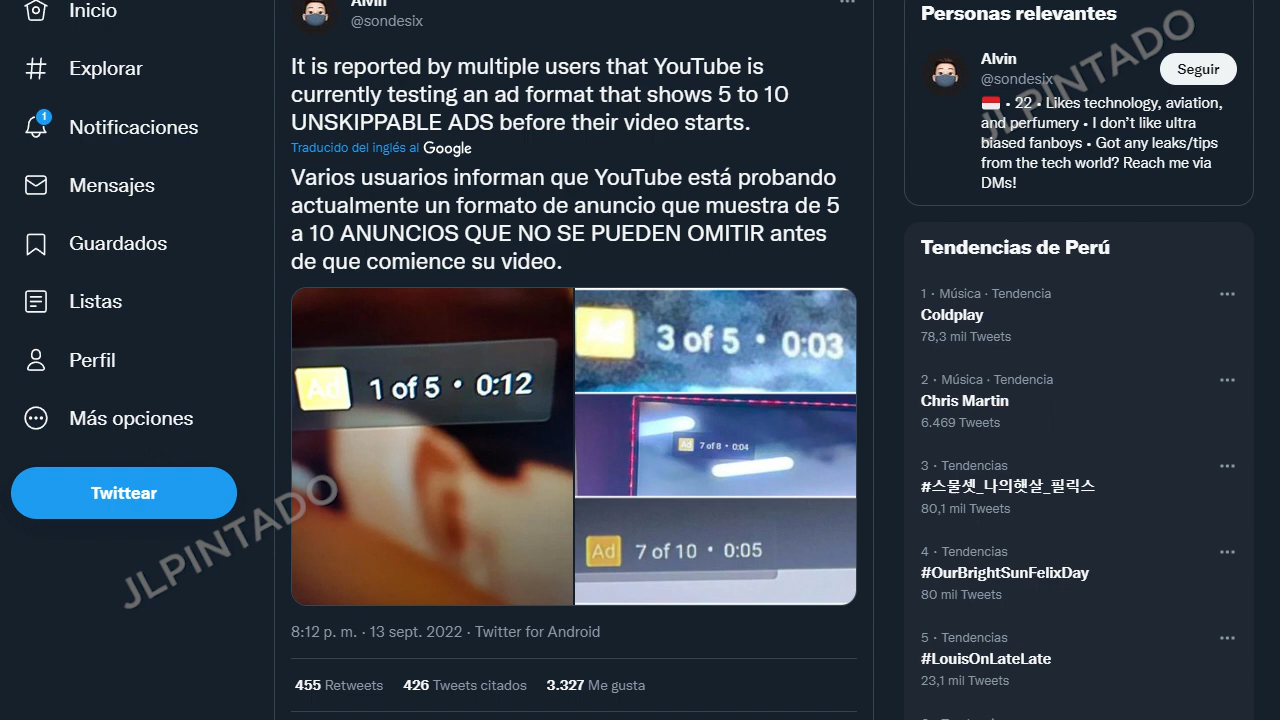 Inicio
Explorar
1
Notificaciones
Mensajes
Guardados
Listas
Perfil
Más opciones
Twittear
Alvin
@sondesix
It is reported by multiple users that YouTube is
currently testing an ad format that shows 5 to 10
UNSKIPPABLE ADS before their video starts.
Traducido del inglés al Google
Varios usuarios informan que YouTube está probando
actualmente un formato de anuncio que muestra de 5
a 10 ANUNCIOS QUE NO SE PUEDEN OMITIR antes
de que comience su video.
Ad 1 of 5 • 0:12
Ad 3 of 5 • 0:03
Ad 7 of 8 • 0:04
Ad 7 of 10 • 0:05
8:12 p. m. · 13 sept. 2022 · Twitter for Android
455 Retweets 426 Tweets citados 3.327 Me gusta
Personas relevantes
Alvin
@sondesix
Seguir
• 22 • Likes technology, aviation,
and perfumery • I don’t like ultra
biased fanboys • Got any leaks/tips
from the tech world? Reach me via
DMs!
Tendencias de Perú
1 · Música · Tendencia
Coldplay
78,3 mil Tweets
2 · Música · Tendencia
Chris Martin
6.469 Tweets
3 · Tendencias
#스물셋_나의햇살_필릭스
80,1 mil Tweets
4 · Tendencias
#OurBrightSunFelixDay
80 mil Tweets
5 · Tendencias
#LouisOnLateLate
23,1 mil Tweets
JLPINTADO
JLPINTADO